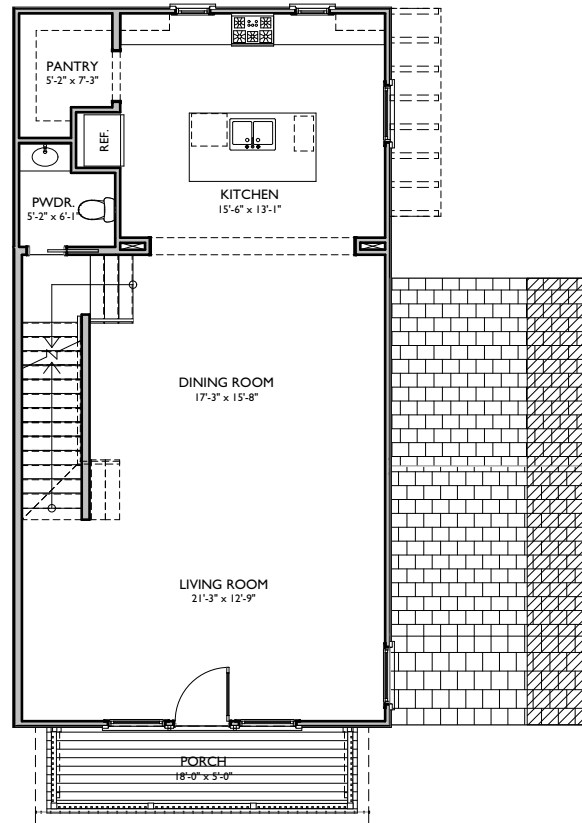 PANTRY
5'-2" x 7'-3"
REF.
PWDR.
5'-2" x 6'-1"
KITCHEN
15'-6" x 13'-1"
DINING ROOM
17'-3" x 15'-8"
LIVING ROOM
21'-3" x 12'-9"
PORCH
18'-0" x 5'-0"